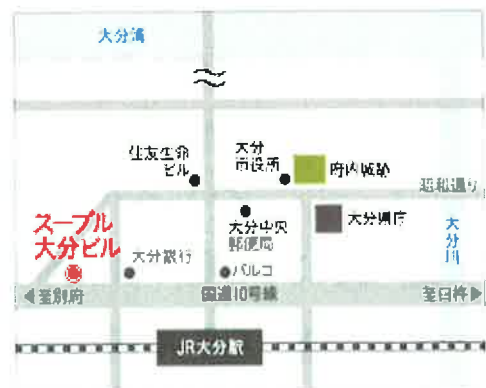 大分湾
住友生命
ビル
大分
市役所
府内城跡
昭和通り
スーブル
大分ビル
大分中央
郵便局
大分県庁
大分川
大分銀行
パルコ
◀至別府
国道10号線
至臼杵▶
JR大分駅